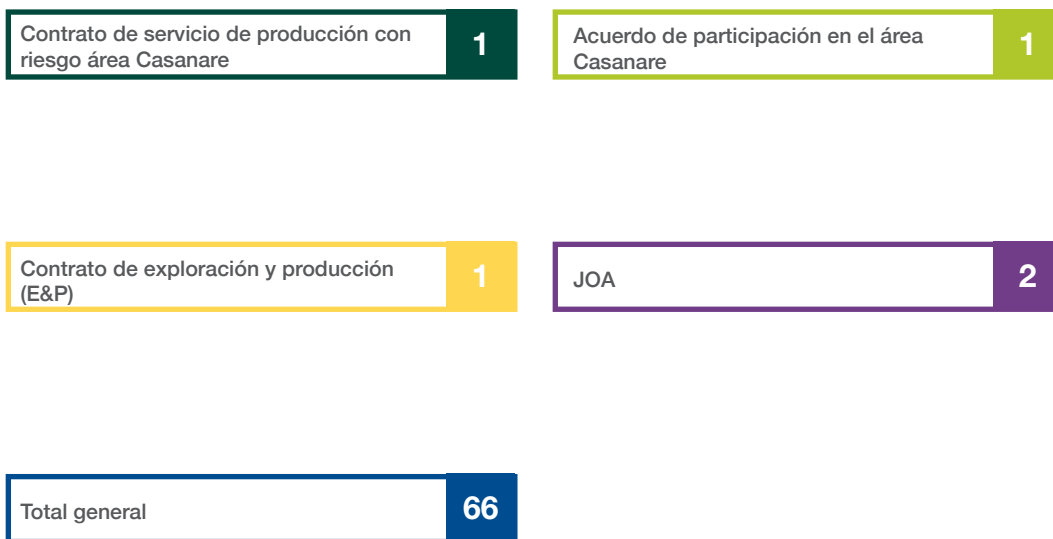 Contrato de servicio de producción con
riesgo área Casanare
1
Acuerdo de participación en el área
Casanare
1
Contrato de exploración y producción
(E&P)
1
JOA
2
Total general
66